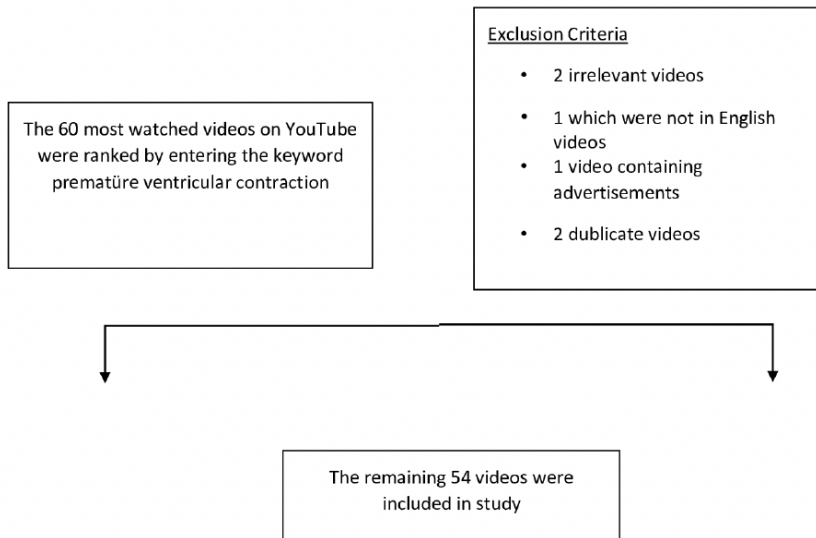 The 60 most watched videos on YouTube
were ranked by entering the keyword
prematüre ventricular contraction
Exclusion Criteria
• 2 irrelevant videos
• 1 which were not in English
videos
• 1 video containing
advertisements
• 2 dublicate videos
The remaining 54 videos were
included in study